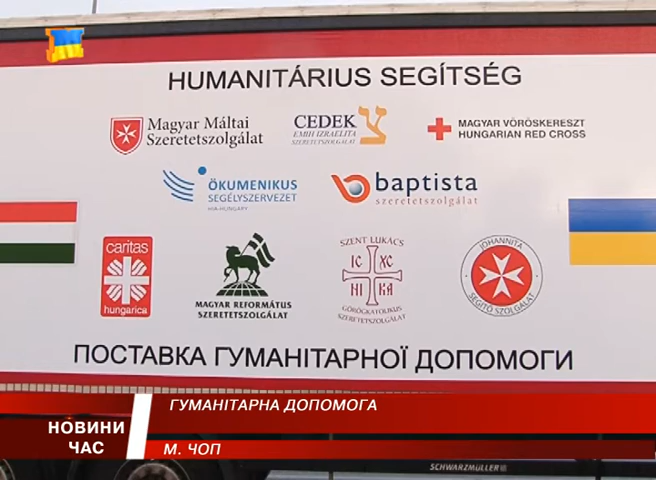 HUMANITÁRIUS SEGÍTSÉG
Magyar Máltai
Szeretetszolgálat
CEDEK
EMIH IZRAELITA
SZERETETSZOLGÁLAT
MAGYAR VÖRÖSKERESZT
HUNGARIAN RED CROSS
ÖKUMENIKUS
SEGÉLYSZERVEZET
HIA-HUNGARY
baptista
szeretetszolgálat
caritas
hungarica
MAGYAR REFORMÁTUS
SZERETETSZOLGÁLAT
SZENT LUKÁCS
IC XC
НІ КА
GÖRÖGKATOLIKUS
SZERETETSZOLGÁLAT
JOHANNITA
SEGÍTŐ SZOLGÁLAT
ПОСТАВКА ГУМАНІТАРНОЇ ДОПОМОГИ
ГУМАНІТАРНА ДОПОМОГА
НОВИНИ
ЧАС
М. ЧОП
SCHWARZMÜLLER